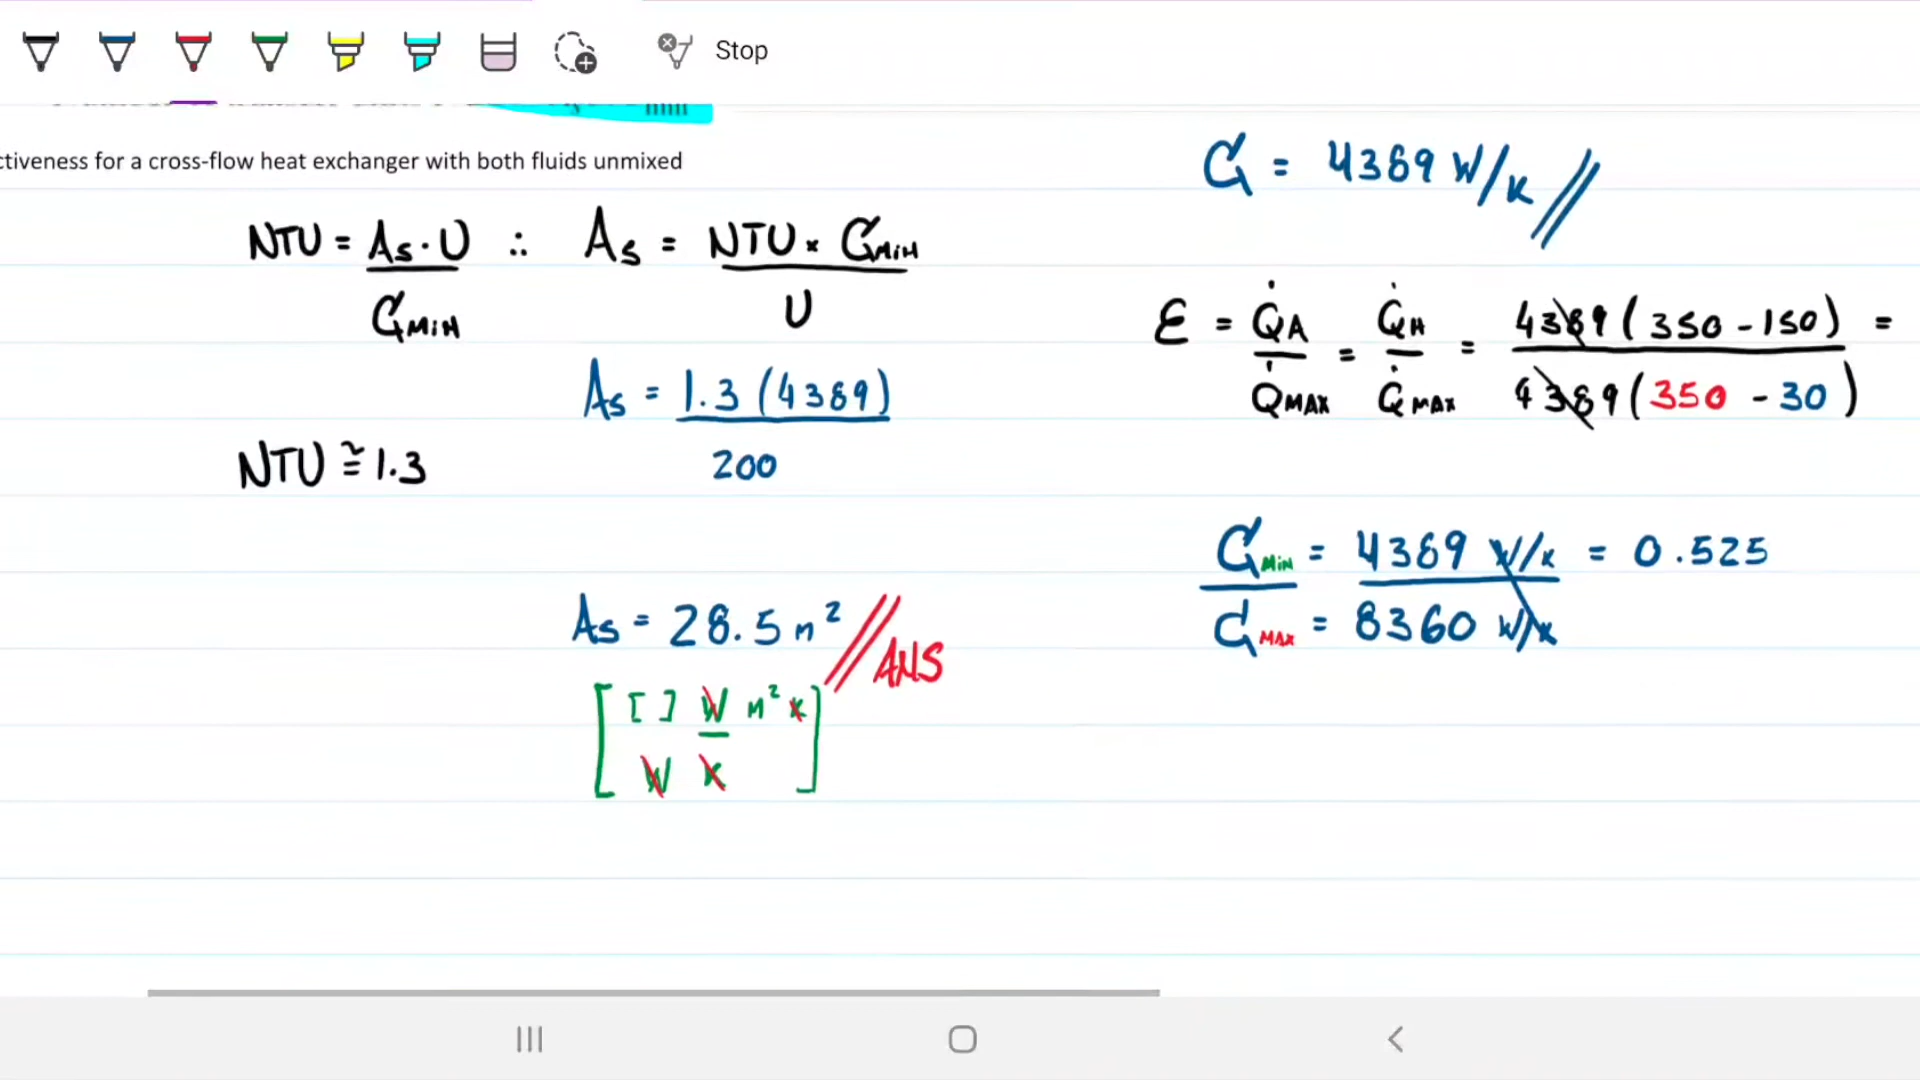 Stop
ctiveness for a cross-flow heat exchanger with both fluids unmixed
NTU = As · U / CMIN ∴ As = NTU × CMIN / U
As = 1.3 (4389) / 200
NTU ≅ 1.3
As = 28.5 m² // ANS
[ [ ] W m² K / W K ]
C = 4389 W/K //
ε = Q̇A / Q̇MAX = Q̇H / Q̇MAX = 4389 (350 - 150) / 4389 (350 - 30) =
CMIN / CMAX = 4389 W/K / 8360 W/K = 0.525